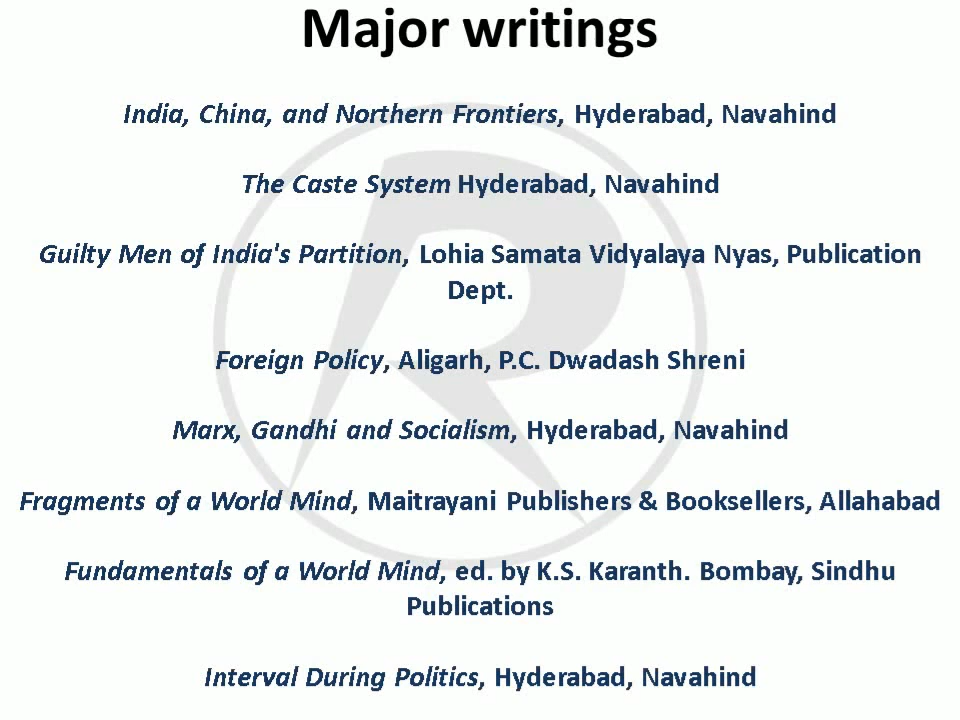 Major writings
India, China, and Northern Frontiers, Hyderabad, Navahind
The Caste System Hyderabad, Navahind
Guilty Men of India's Partition, Lohia Samata Vidyalaya Nyas, Publication
Dept.
Foreign Policy, Aligarh, P.C. Dwadash Shreni
Marx, Gandhi and Socialism, Hyderabad, Navahind
Fragments of a World Mind, Maitrayani Publishers & Booksellers, Allahabad
Fundamentals of a World Mind, ed. by K.S. Karanth. Bombay, Sindhu
Publications
Interval During Politics, Hyderabad, Navahind